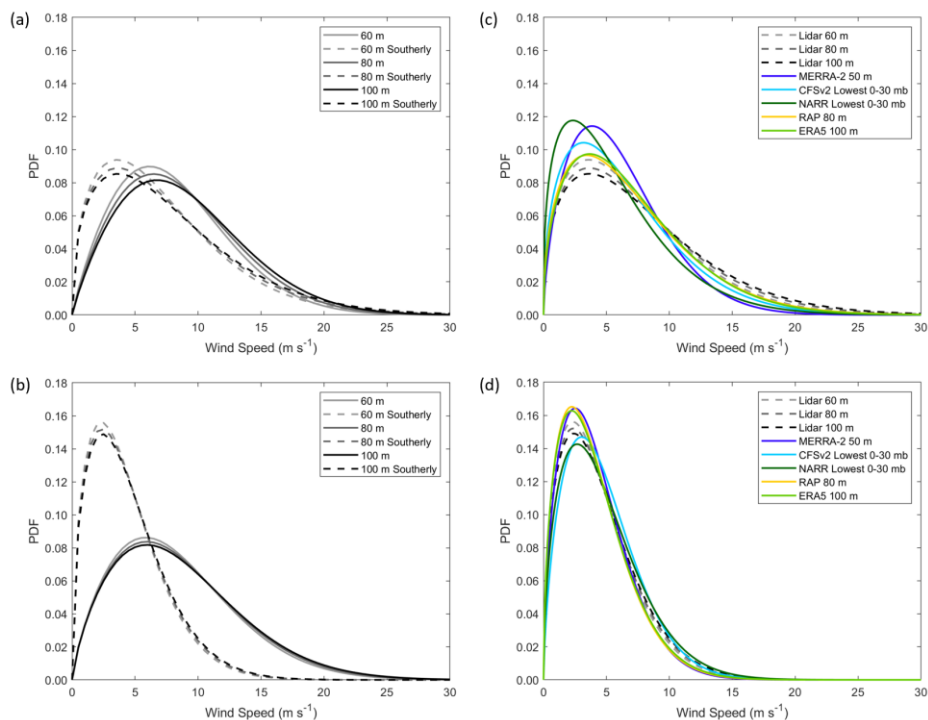 (a)
0.18
0.16
0.14
0.12
0.10
0.08
0.06
0.04
0.02
0.00
PDF
0 5 10 15 20 25 30
Wind Speed (m s⁻¹)
60 m
60 m Southerly
80 m
80 m Southerly
100 m
100 m Southerly
(c)
0.18
0.16
0.14
0.12
0.10
0.08
0.06
0.04
0.02
0.00
PDF
0 5 10 15 20 25 30
Wind Speed (m s⁻¹)
Lidar 60 m
Lidar 80 m
Lidar 100 m
MERRA-2 50 m
CFSv2 Lowest 0-30 mb
NARR Lowest 0-30 mb
RAP 80 m
ERA5 100 m
(b)
0.18
0.16
0.14
0.12
0.10
0.08
0.06
0.04
0.02
0.00
PDF
0 5 10 15 20 25 30
Wind Speed (m s⁻¹)
60 m
60 m Southerly
80 m
80 m Southerly
100 m
100 m Southerly
(d)
0.18
0.16
0.14
0.12
0.10
0.08
0.06
0.04
0.02
0.00
PDF
0 5 10 15 20 25 30
Wind Speed (m s⁻¹)
Lidar 60 m
Lidar 80 m
Lidar 100 m
MERRA-2 50 m
CFSv2 Lowest 0-30 mb
NARR Lowest 0-30 mb
RAP 80 m
ERA5 100 m